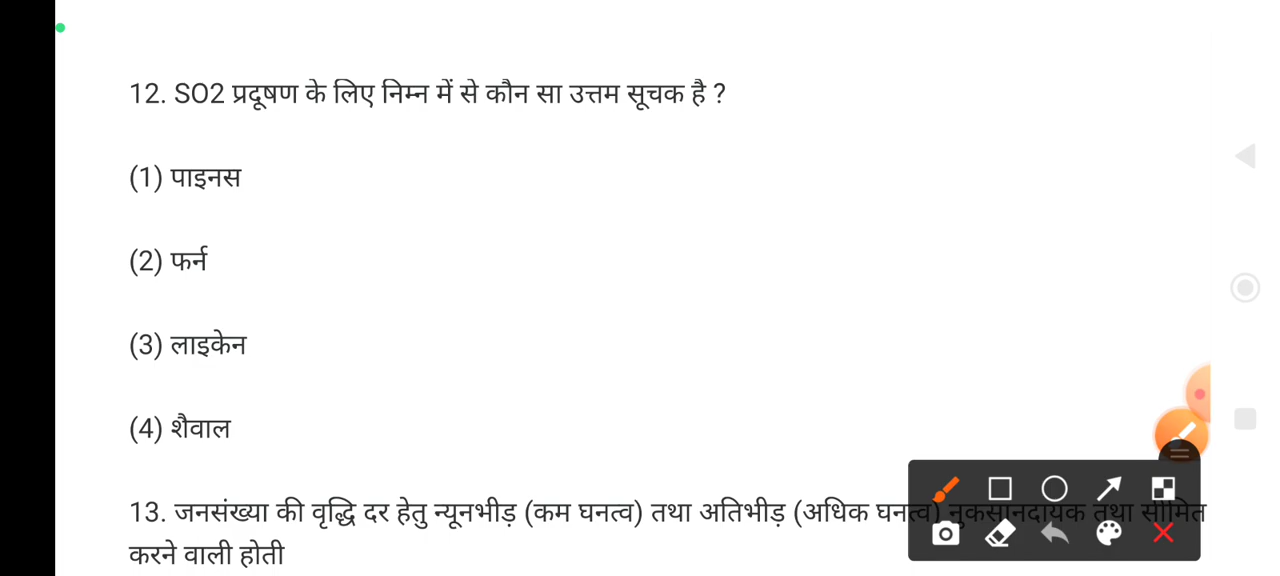 12. SO2 प्रदूषण के लिए निम्न में से कौन सा उत्तम सूचक है ?
(1) पाइनस
(2) फर्न
(3) लाइकेन
(4) शैवाल
13. जनसंख्या की वृद्धि दर हेतु न्यूनभीड़ (कम घनत्व) तथा अतिभीड़ (अधिक घनत्व) नुकसानदायक तथा सीमित
करने वाली होती